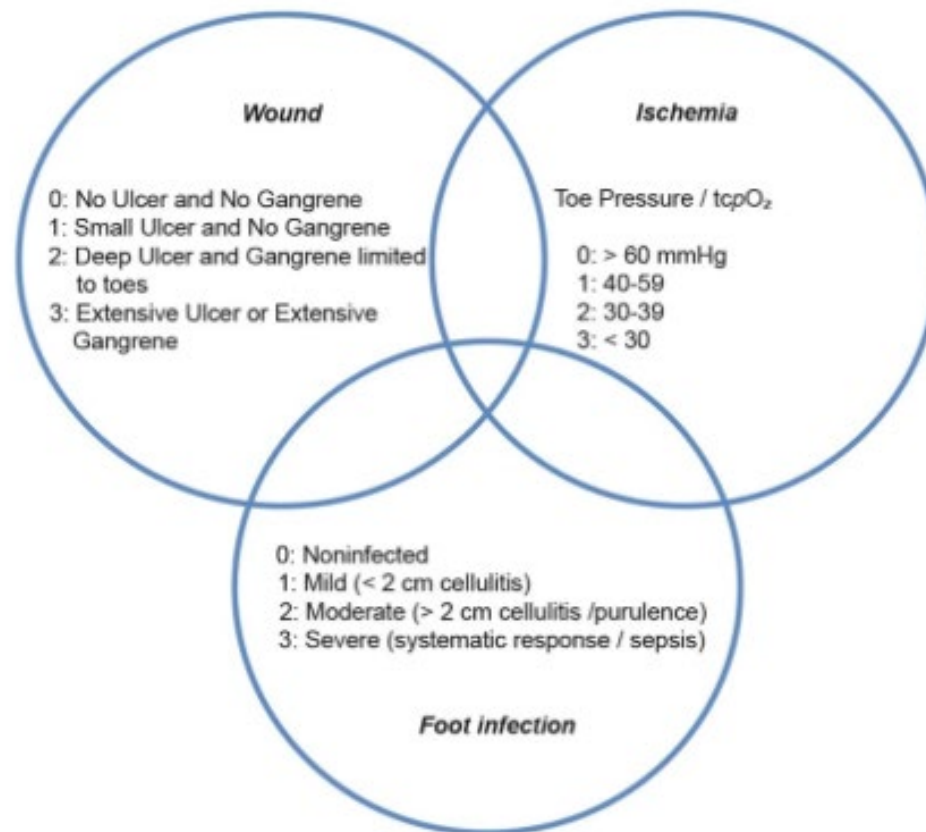 Wound
0: No Ulcer and No Gangrene
1: Small Ulcer and No Gangrene
2: Deep Ulcer and Gangrene limited
to toes
3: Extensive Ulcer or Extensive
Gangrene
Ischemia
Toe Pressure / tcpO₂
0: > 60 mmHg
1: 40-59
2: 30-39
3: < 30
0: Noninfected
1: Mild (< 2 cm cellulitis)
2: Moderate (> 2 cm cellulitis /purulence)
3: Severe (systematic response / sepsis)
Foot infection